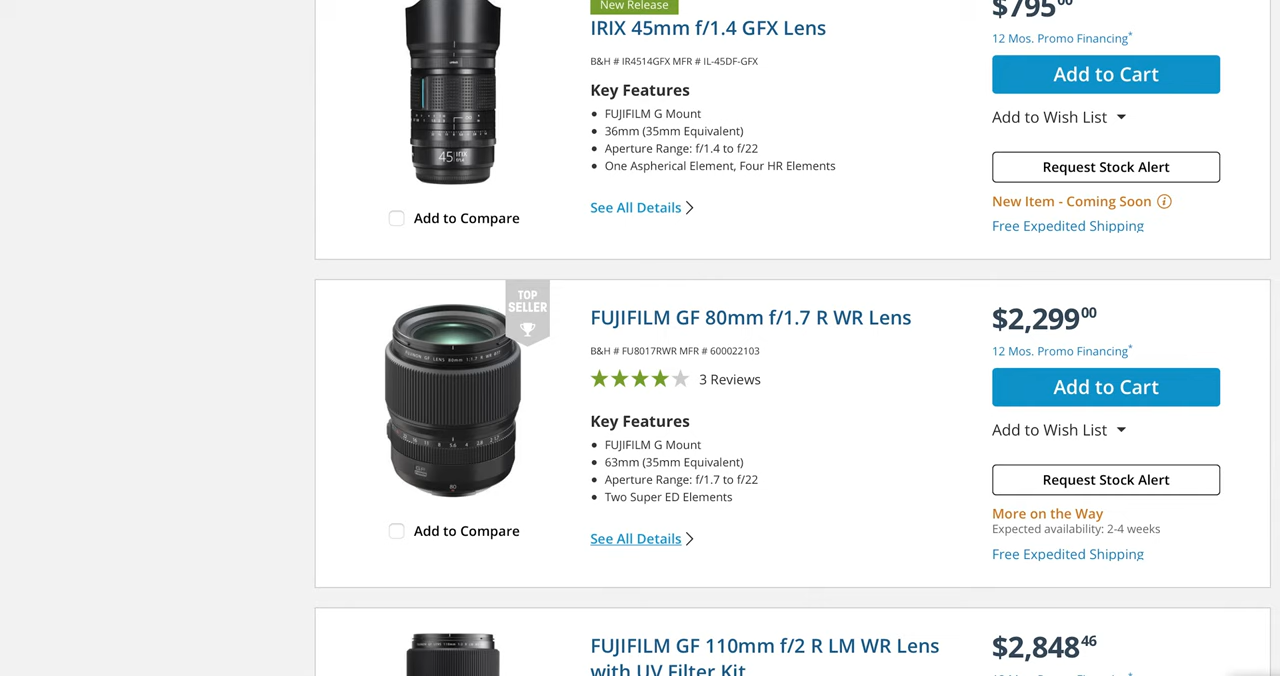 New Release
IRIX 45mm f/1.4 GFX Lens
B&H # IR4514GFX MFR # IL-45DF-GFX
Key Features
FUJIFILM G Mount
36mm (35mm Equivalent)
Aperture Range: f/1.4 to f/22
One Aspherical Element, Four HR Elements
See All Details
Add to Compare
$795 00
12 Mos. Promo Financing*
Add to Cart
Add to Wish List
Request Stock Alert
New Item - Coming Soon
Free Expedited Shipping
TOP
SELLER
FUJIFILM GF 80mm f/1.7 R WR Lens
B&H # FU8017RWR MFR # 600022103
3 Reviews
Key Features
FUJIFILM G Mount
63mm (35mm Equivalent)
Aperture Range: f/1.7 to f/22
Two Super ED Elements
See All Details
Add to Compare
$2,299 00
12 Mos. Promo Financing*
Add to Cart
Add to Wish List
Request Stock Alert
More on the Way
Expected availability: 2-4 weeks
Free Expedited Shipping
FUJIFILM GF 110mm f/2 R LM WR Lens
with UV Filter Kit
$2,848 46